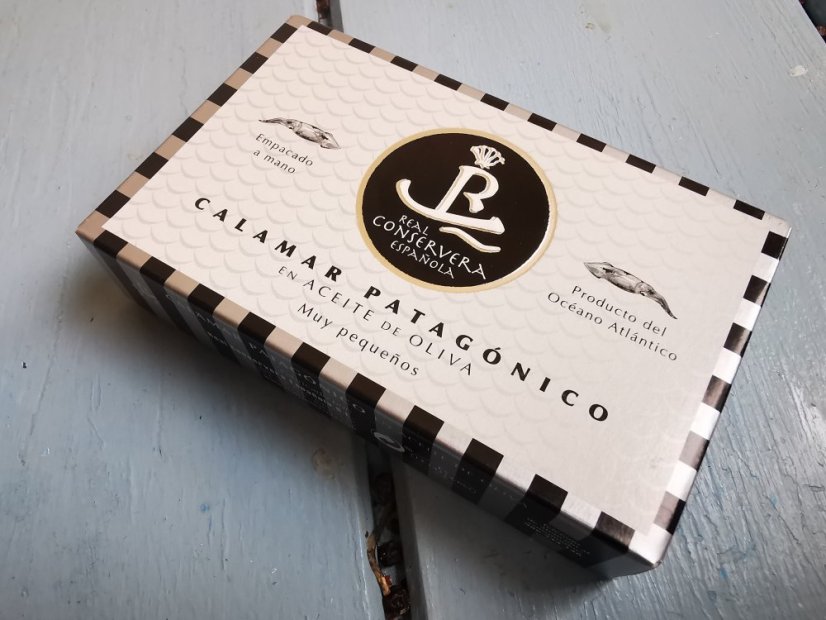 Empacado
a mano
REAL
CONSERVERA
ESPAÑOLA
CALAMAR PATAGÓNICO
EN ACEITE DE OLIVA
Muy pequeños
Producto del
Océano Atlántico